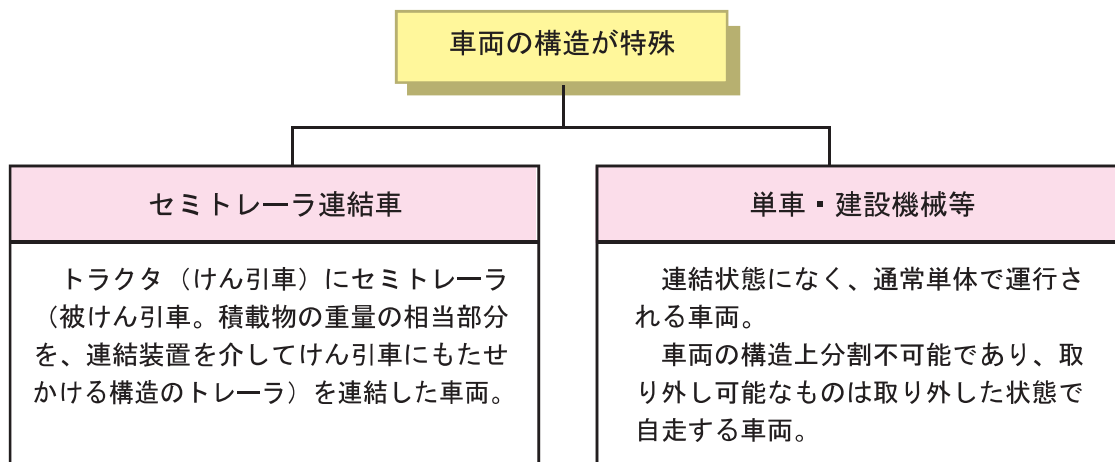 車両の構造が特殊
セミトレーラ連結車
トラクタ（けん引車）にセミトレーラ
（被けん引車。積載物の重量の相当部分
を、連結装置を介してけん引車にもたせ
かける構造のトレーラ）を連結した車両。
単車・建設機械等
連結状態になく、通常単体で運行さ
れる車両。
車両の構造上分割不可能であり、取
り外し可能なものは取り外した状態で
自走する車両。